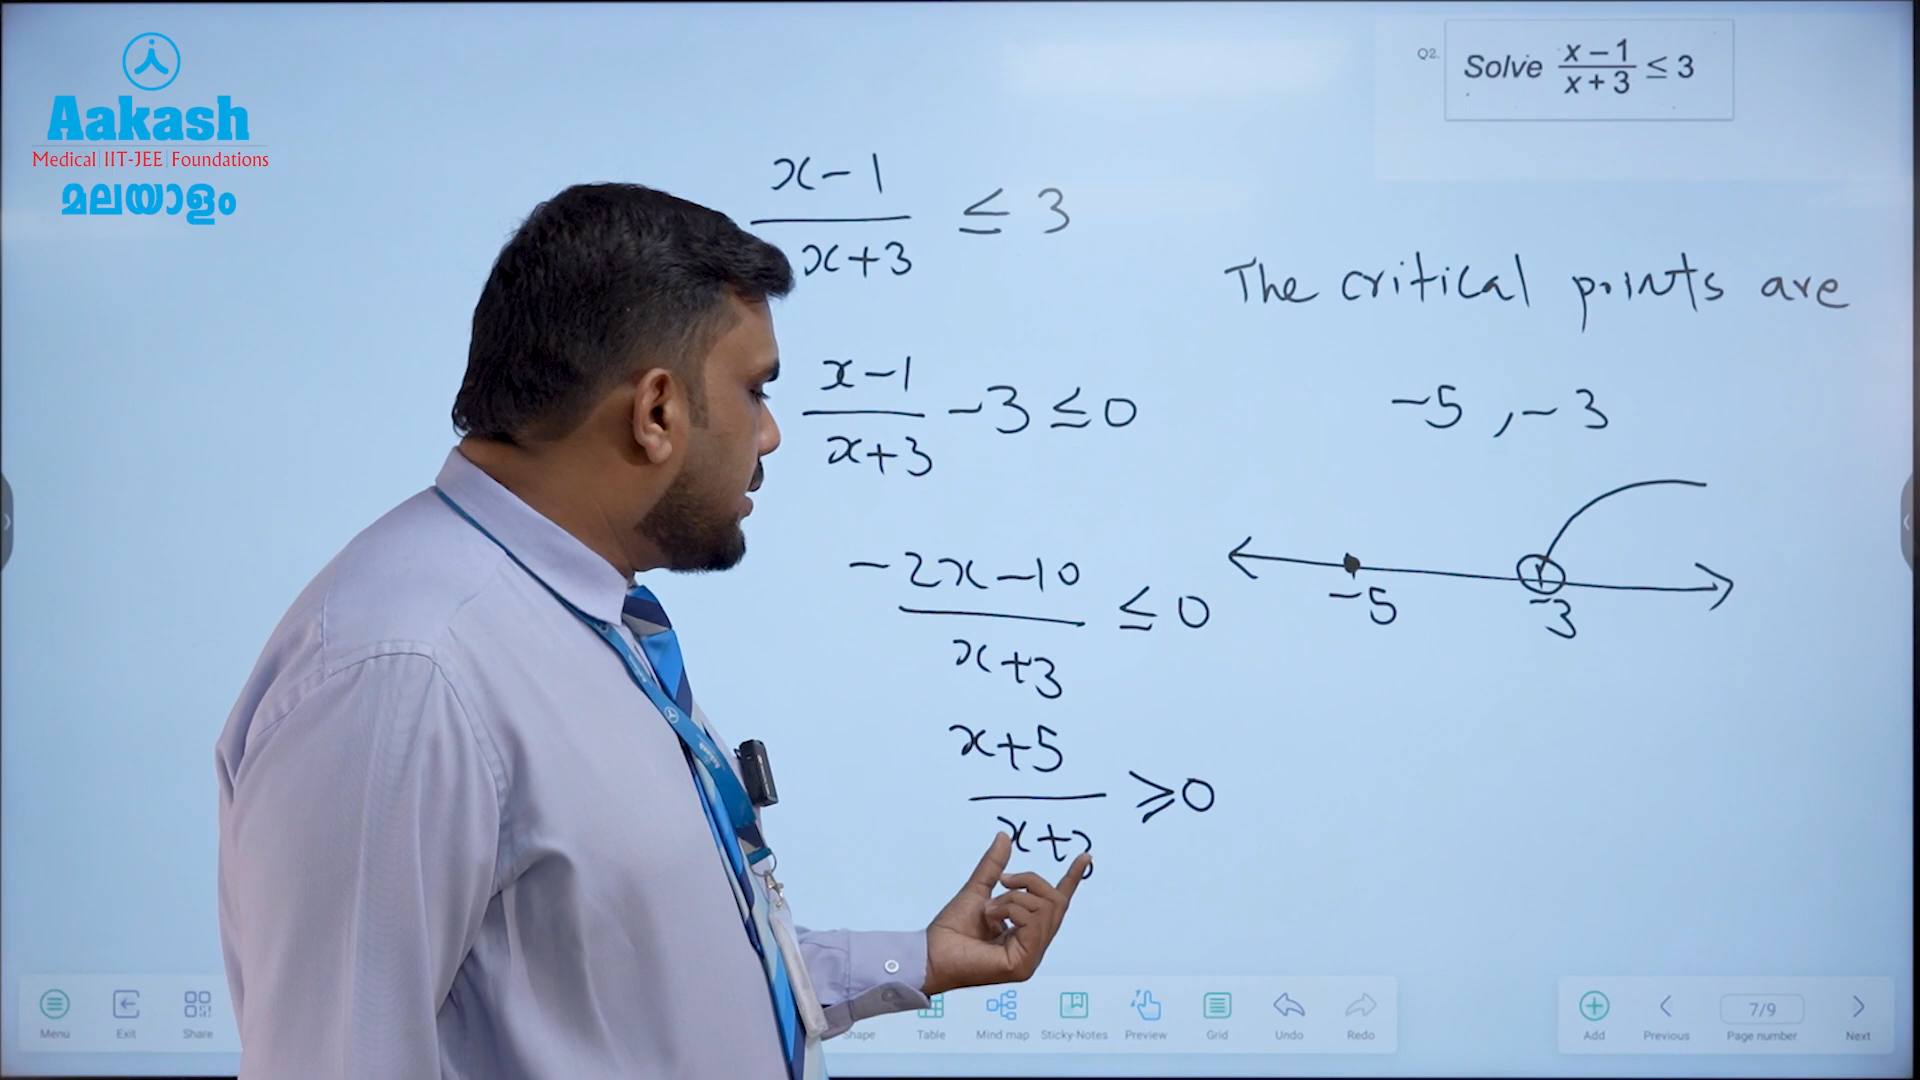 Aakash
Medical | IIT-JEE | Foundations
മലയാളം
Q2. Solve x – 1 / x + 3 ≤ 3
x-1 / x+3 ≤ 3
x-1 / x+3 -3 ≤ 0
-2x-10 / x+3 ≤ 0
x+5 / x+3 ≥ 0
The critical points are
-5 , -3
-5 -3
Menu Exit Share Shape Table Mind map Sticky-Notes Preview Grid Undo Redo Add Previous 7/9 Page number Next